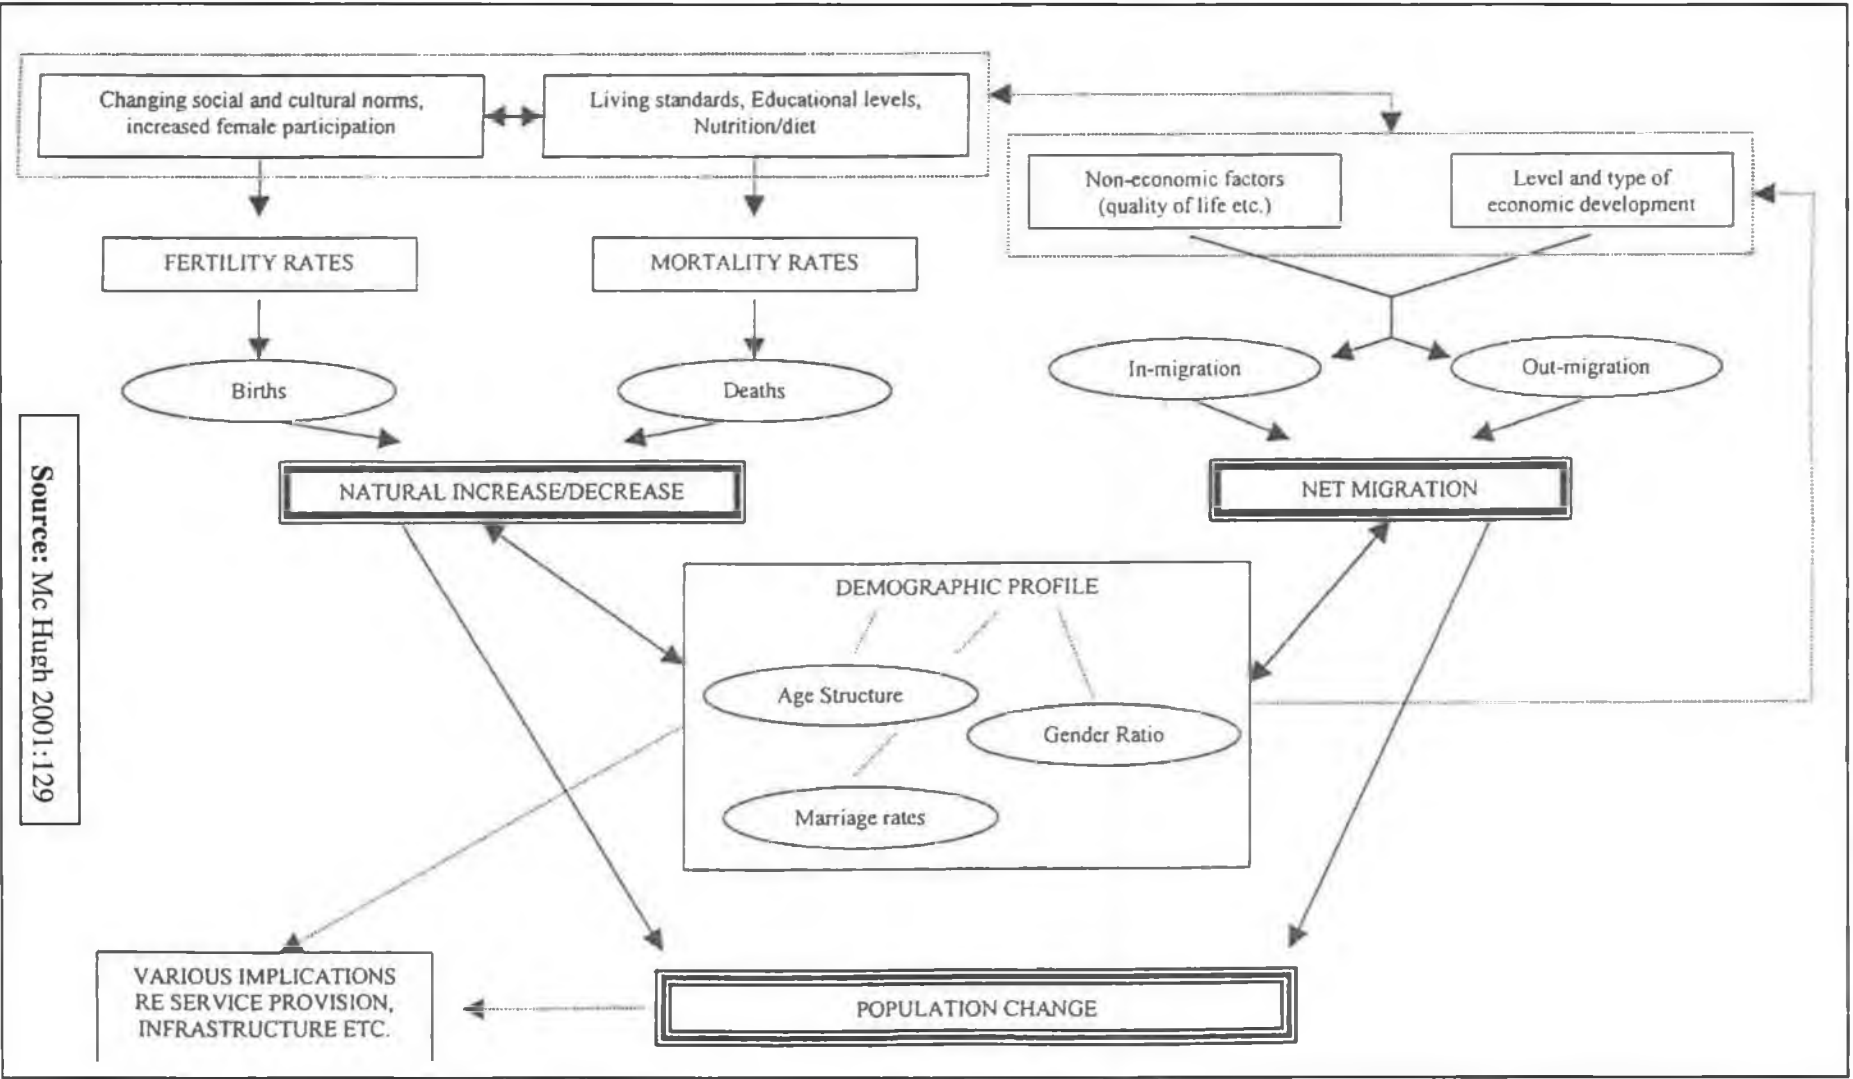 Changing social and cultural norms,
increased female participation
Living standards, Educational levels,
Nutrition/diet
Non-economic factors
(quality of life etc.)
Level and type of
economic development
FERTILITY RATES
MORTALITY RATES
Births
Deaths
In-migration
Out-migration
NATURAL INCREASE/DECREASE
NET MIGRATION
DEMOGRAPHIC PROFILE
Age Structure
Gender Ratio
Marriage rates
VARIOUS IMPLICATIONS
RE SERVICE PROVISION,
INFRASTRUCTURE ETC.
POPULATION CHANGE
Source: Mc Hugh 2001:129